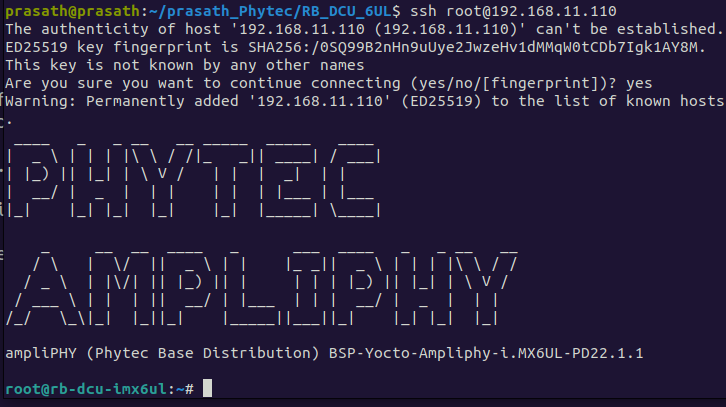 prasath@prasath:~/prasath_Phytec/RB_DCU_6UL$ ssh root@192.168.11.110
The authenticity of host '192.168.11.110 (192.168.11.110)' can't be established.
ED25519 key fingerprint is SHA256:/0SQ99B2nHn9uUye2JwzeHv1dMMqW0tCDb7Igk1AY8M.
This key is not known by any other names
Are you sure you want to continue connecting (yes/no/[fingerprint])? yes
Warning: Permanently added '192.168.11.110' (ED25519) to the list of known hosts
.
PHYTEC
AMPLIPHY
ampliPHY (Phytec Base Distribution) BSP-Yocto-Ampliphy-i.MX6UL-PD22.1.1
root@rb-dcu-imx6ul:~#